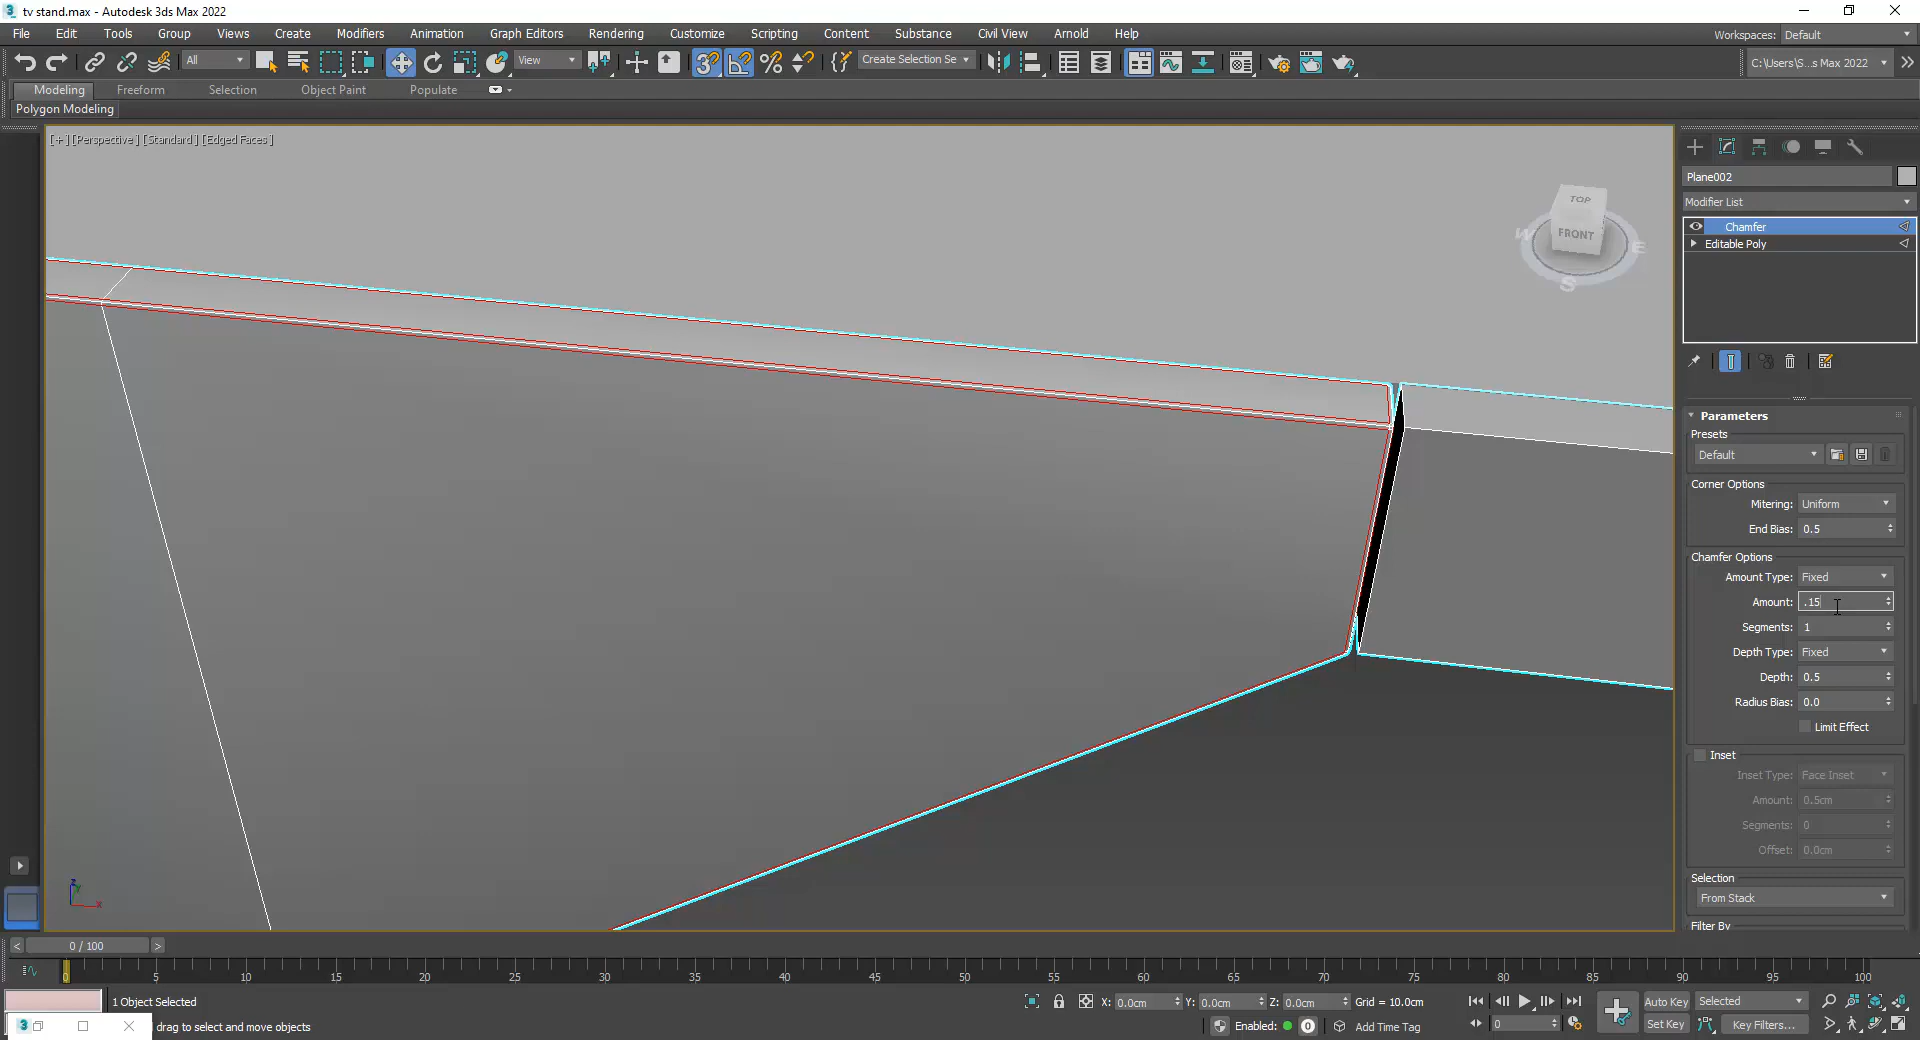 3 tv stand.max - Autodesk 3ds Max 2022
File Edit Tools Group Views Create Modifiers Animation Graph Editors Rendering Customize Scripting Content Substance Civil View Arnold Help
Workspaces: Default
All View Create Selection Se C:\Users\S...s Max 2022
Modeling Freeform Selection Object Paint Populate
Polygon Modeling
[+] [Perspective] [Standard] [Edged Faces]
TOP
FRONT
W E
S
Plane002
Modifier List
Chamfer
Editable Poly
Parameters
Presets
Default
Corner Options
Mitering: Uniform
End Bias: 0.5
Chamfer Options
Amount Type: Fixed
Amount: .15
Segments: 1
Depth Type: Fixed
Depth: 0.5
Radius Bias: 0.0
Limit Effect
Inset
Inset Type: Face Inset
Amount: 0.5cm
Segments: 0
Offset: 0.0cm
Selection
From Stack
Filter By
z
x
< 0 / 100 >
0 5 10 15 20 25 30 35 40 45 50 55 60 65 70 75 80 85 90 95 100
1 Object Selected X: 0.0cm Y: 0.0cm Z: 0.0cm Grid = 10.0cm Auto Key Selected
3 drag to select and move objects Enabled: 0 Add Time Tag 0 Set Key Key Filters...